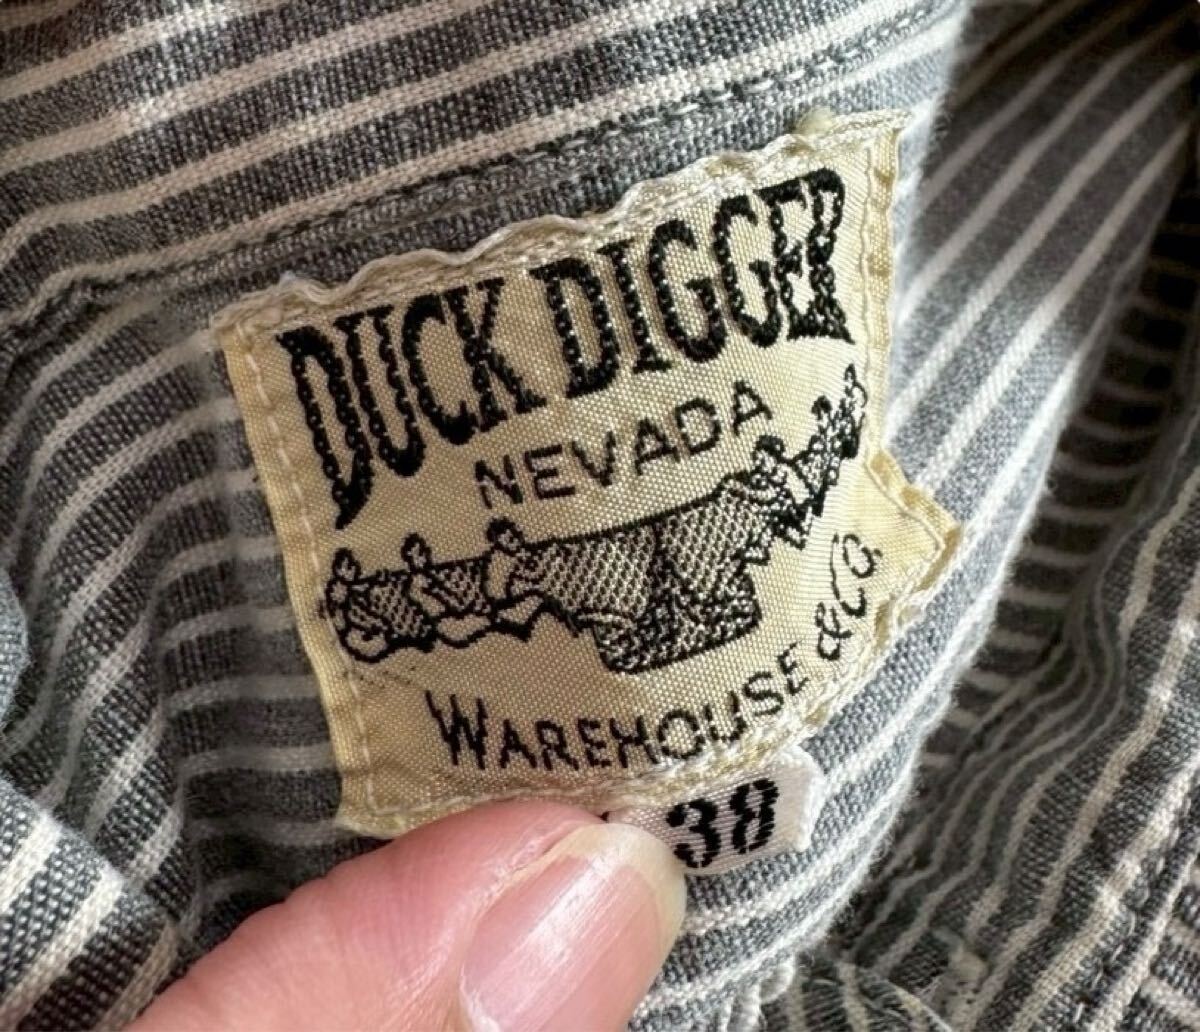 DUCK DIGGER
NEVADA
WAREHOUSE & CO.
38